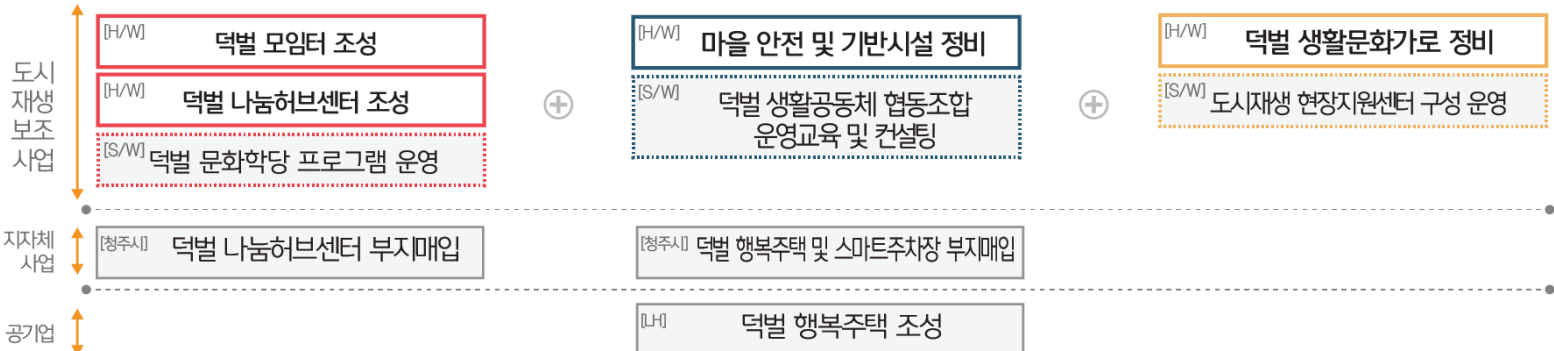 도시
재생
보조
사업
[H/W] 덕벌 모임터 조성
[H/W] 덕벌 나눔허브센터 조성
[S/W] 덕벌 문화학당 프로그램 운영
[H/W] 마을 안전 및 기반시설 정비
[S/W] 덕벌 생활공동체 협동조합
운영교육 및 컨설팅
[H/W] 덕벌 생활문화가로 정비
[S/W] 도시재생 현장지원센터 구성 운영
지자체
사업
[청주시] 덕벌 나눔허브센터 부지매입
[청주시] 덕벌 행복주택 및 스마트주차장 부지매입
공기업
[LH] 덕벌 행복주택 조성